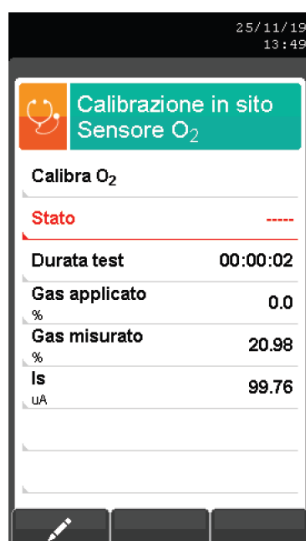 25/11/19
13:49
Calibrazione in sito
Sensore O₂
Calibra O₂
Stato -----
Durata test 00:00:02
Gas applicato 0.0
%
Gas misurato 20.98
%
Is 99.76
uA